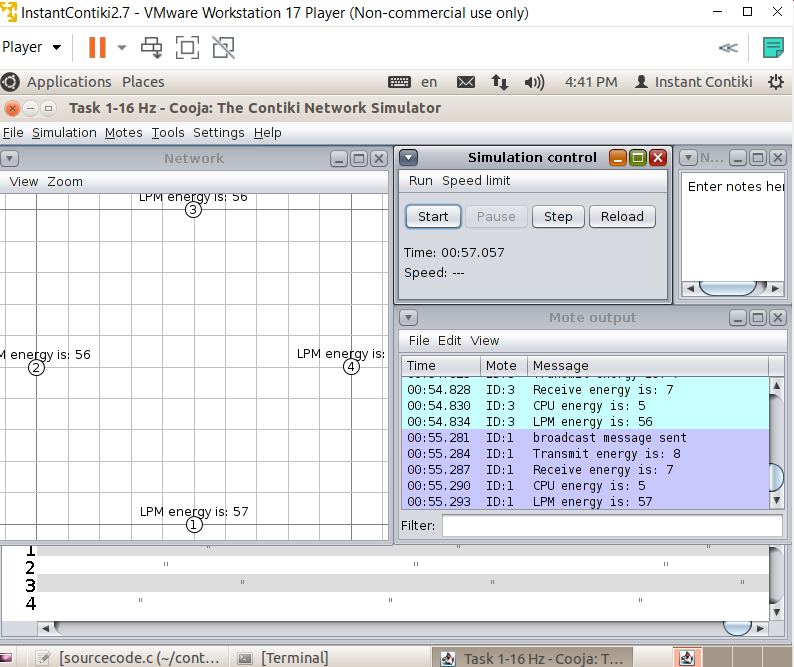 InstantContiki2.7 - VMware Workstation 17 Player (Non-commercial use only)
Player
Applications Places en 4:41 PM Instant Contiki
Task 1-16 Hz - Cooja: The Contiki Network Simulator
File Simulation Motes Tools Settings Help
Network
View Zoom
LPM energy is: 56
3
M energy is: 56
2
LPM energy is:
4
LPM energy is: 57
1
Simulation control
Run Speed limit
Start Pause Step Reload
Time: 00:57.057
Speed: ---
N...
Enter notes her
Mote output
File Edit View
Time Mote Message
00:54.828 ID:3 Receive energy is: 7
00:54.830 ID:3 CPU energy is: 5
00:54.834 ID:3 LPM energy is: 56
00:55.281 ID:1 broadcast message sent
00:55.284 ID:1 Transmit energy is: 8
00:55.287 ID:1 Receive energy is: 7
00:55.290 ID:1 CPU energy is: 5
00:55.293 ID:1 LPM energy is: 57
Filter:
1
2
3
4
[sourcecode.c (~/cont... [Terminal] Task 1-16 Hz - Cooja: T...